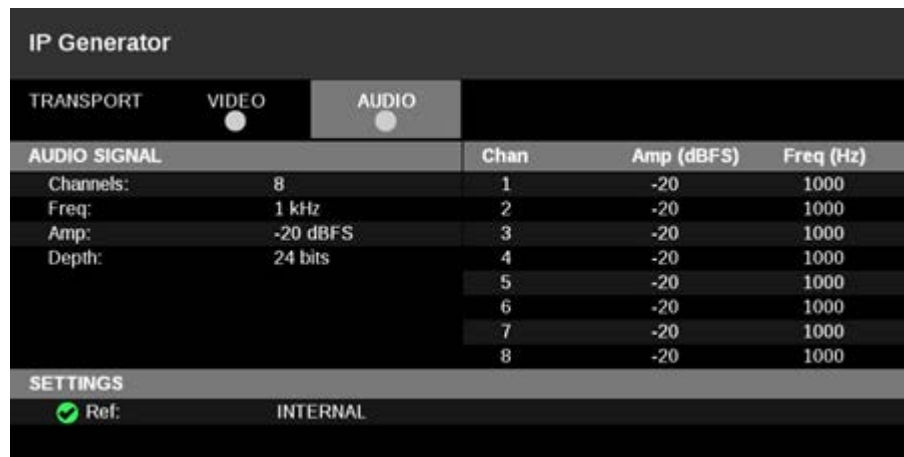 IP Generator
TRANSPORT VIDEO AUDIO
AUDIO SIGNAL Chan Amp (dBFS) Freq (Hz)
Channels: 8 1 -20 1000
Freq: 1 kHz 2 -20 1000
Amp: -20 dBFS 3 -20 1000
Depth: 24 bits 4 -20 1000
5 -20 1000
6 -20 1000
7 -20 1000
8 -20 1000
SETTINGS
Ref: INTERNAL